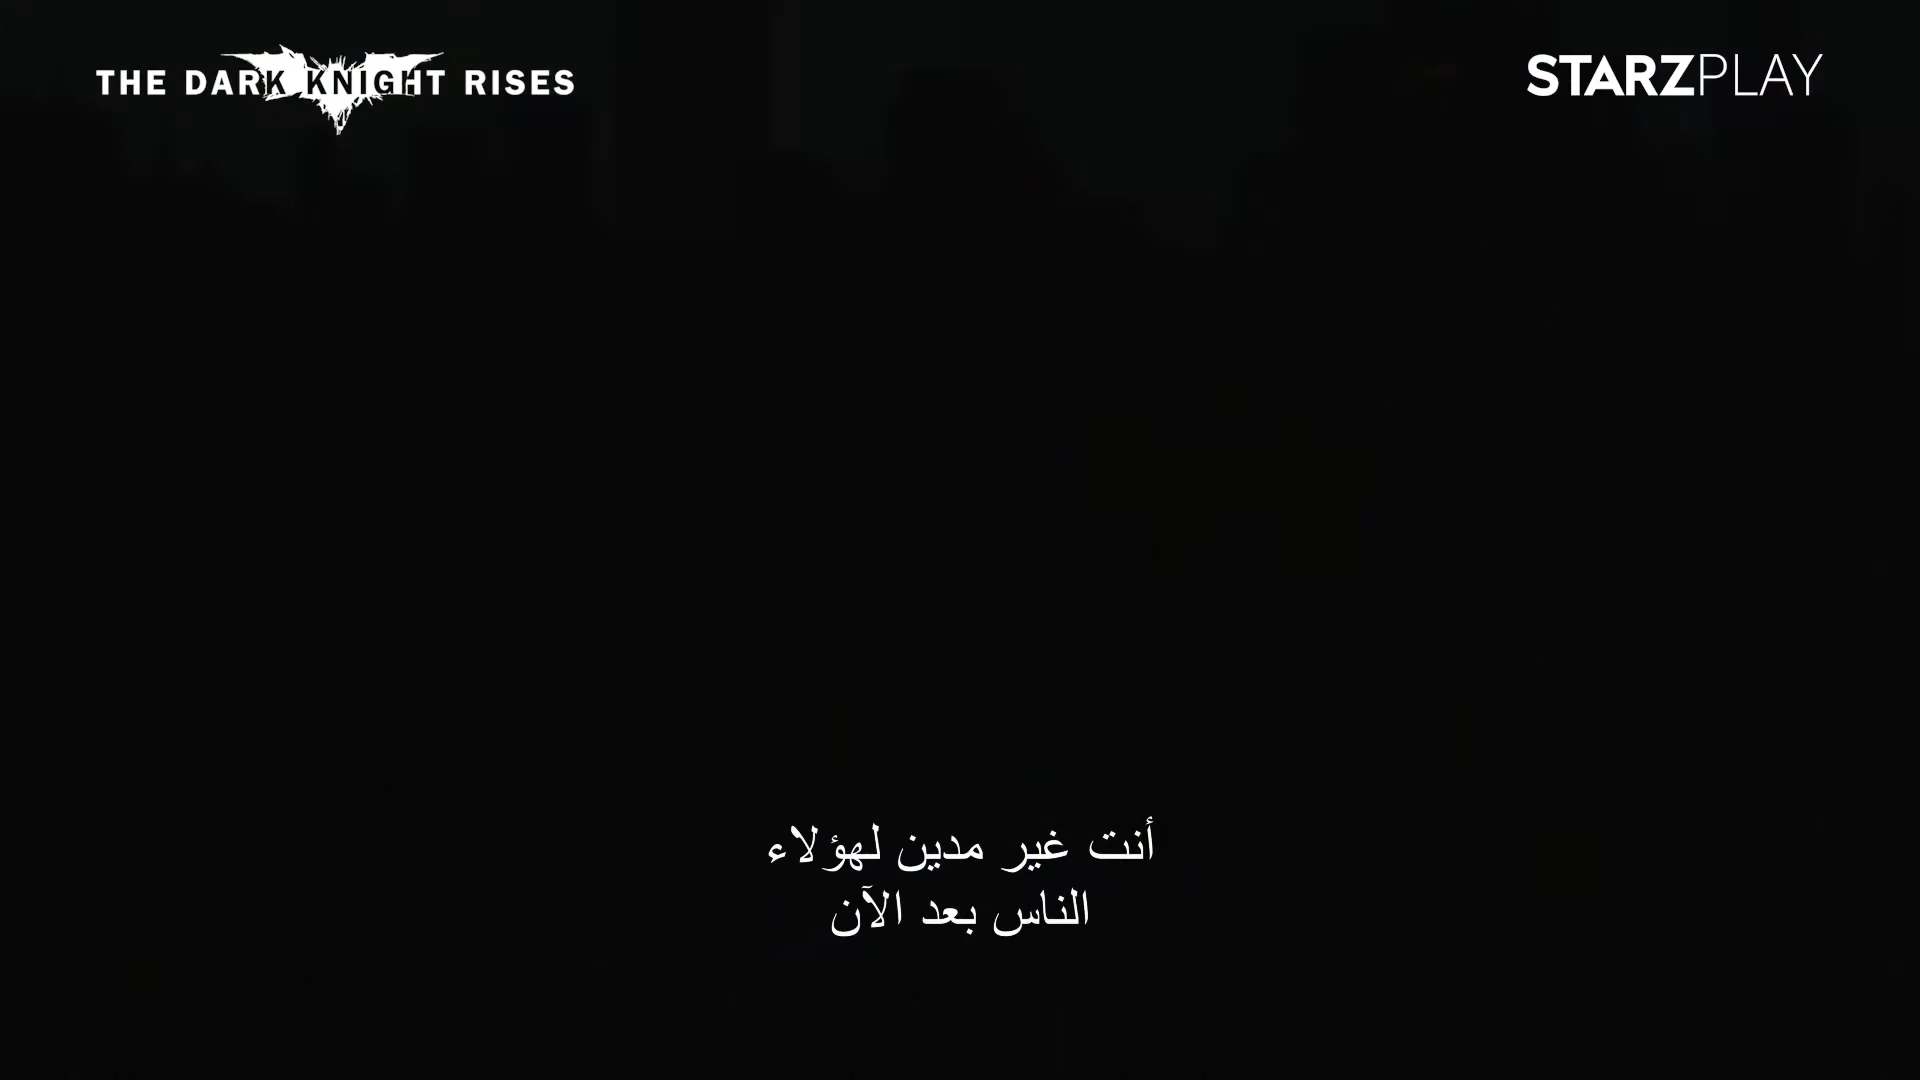 THE DARK KNIGHT RISES
STARZPLAY
أنت غير مدين لهؤلاء
الناس بعد الآن